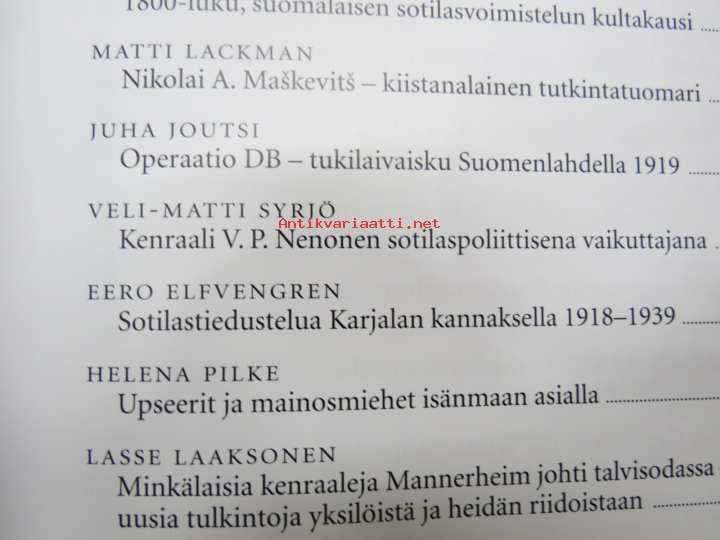 1800-luku, suomalaisen sotilasvoimistelun kultakausi .....
MATTI LACKMAN
Nikolai A. Maškevitš – kiistanalainen tutkintatuomari ..
JUHA JOUTSI
Operaatio DB – tukilaivaisku Suomenlahdella 1919 ........
VELI-MATTI SYRJÖ
Antikvariaatti.net
Kenraali V. P. Nenonen sotilaspoliittisena vaikuttajana ..
EERO ELFVENGREN
Sotilastiedustelua Karjalan kannaksella 1918–1939 .........
HELENA PILKE
Upseerit ja mainosmiehet isänmaan asialla ..............................
LASSE LAAKSONEN
Minkälaisia kenraaleja Mannerheim johti talvisodassa –
uusia tulkintoja yksilöistä ja heidän riidoistaan ..................